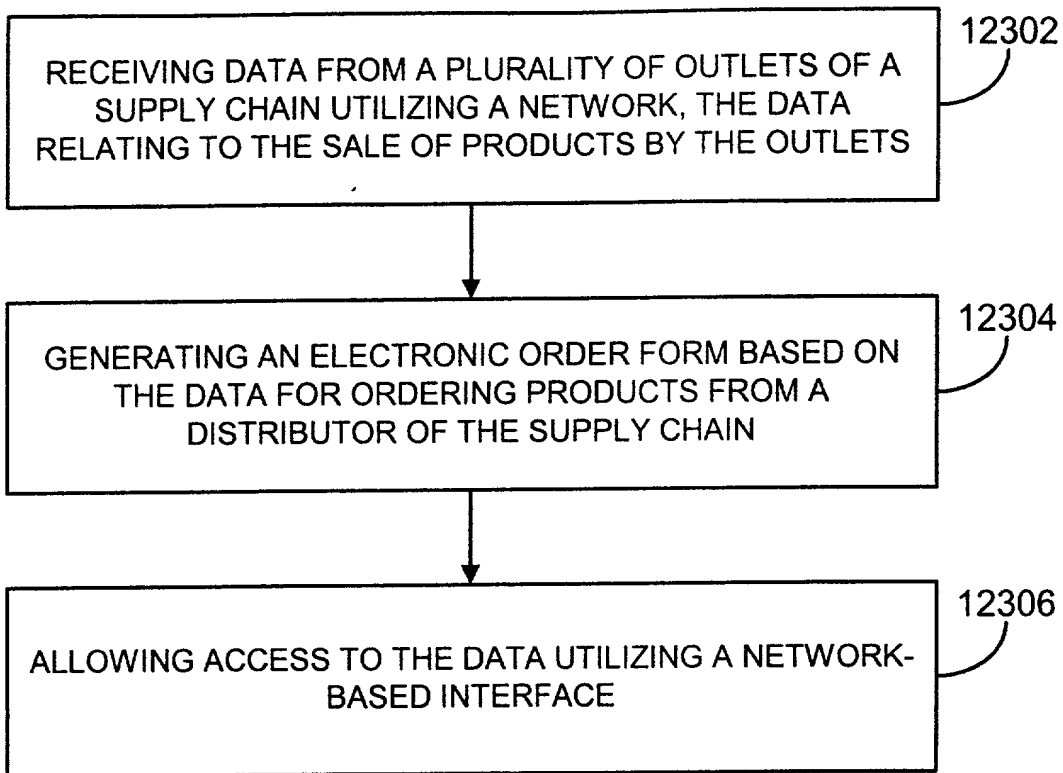 12302
RECEIVING DATA FROM A PLURALITY OF OUTLETS OF A
SUPPLY CHAIN UTILIZING A NETWORK, THE DATA
RELATING TO THE SALE OF PRODUCTS BY THE OUTLETS
12304
GENERATING AN ELECTRONIC ORDER FORM BASED ON
THE DATA FOR ORDERING PRODUCTS FROM A
DISTRIBUTOR OF THE SUPPLY CHAIN
12306
ALLOWING ACCESS TO THE DATA UTILIZING A NETWORK-
BASED INTERFACE